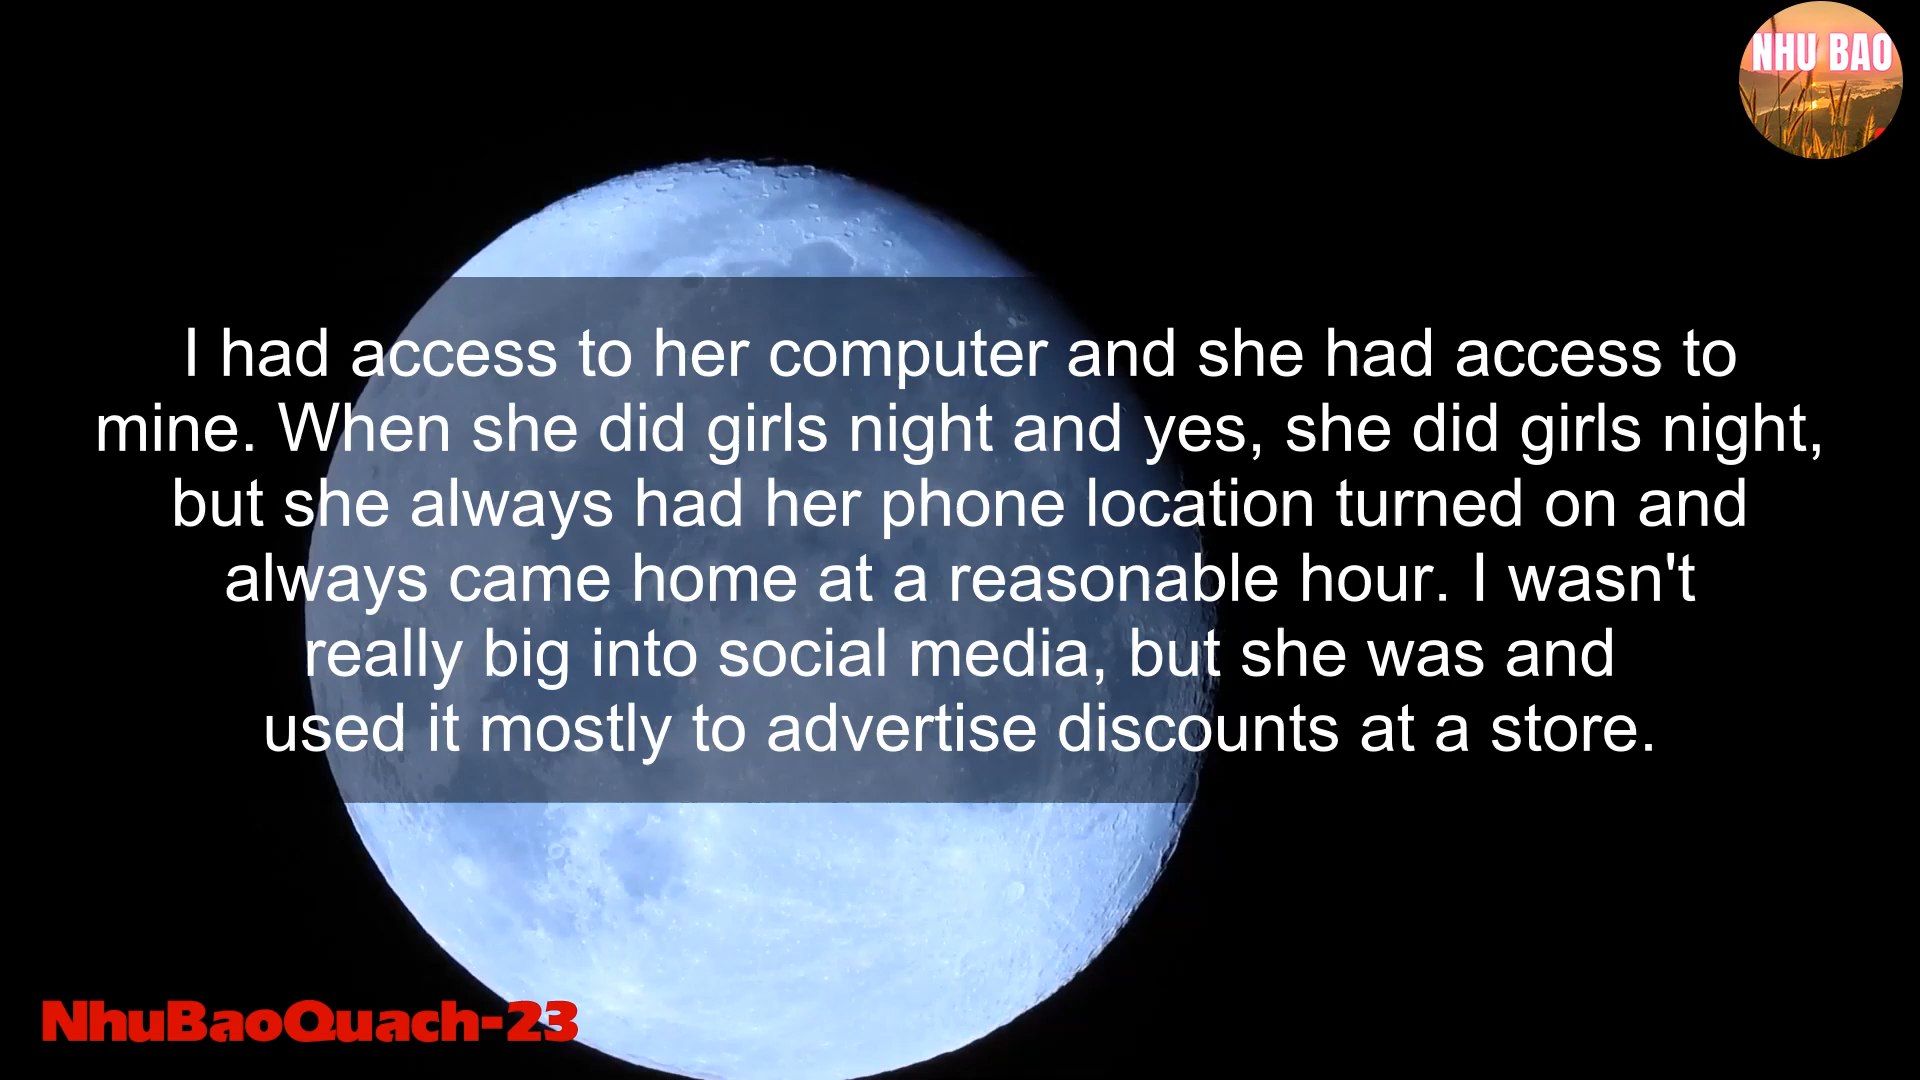 NHU BAO
I had access to her computer and she had access to
mine. When she did girls night and yes, she did girls night,
but she always had her phone location turned on and
always came home at a reasonable hour. I wasn't
really big into social media, but she was and
used it mostly to advertise discounts at a store.
NhuBaoQuach-23